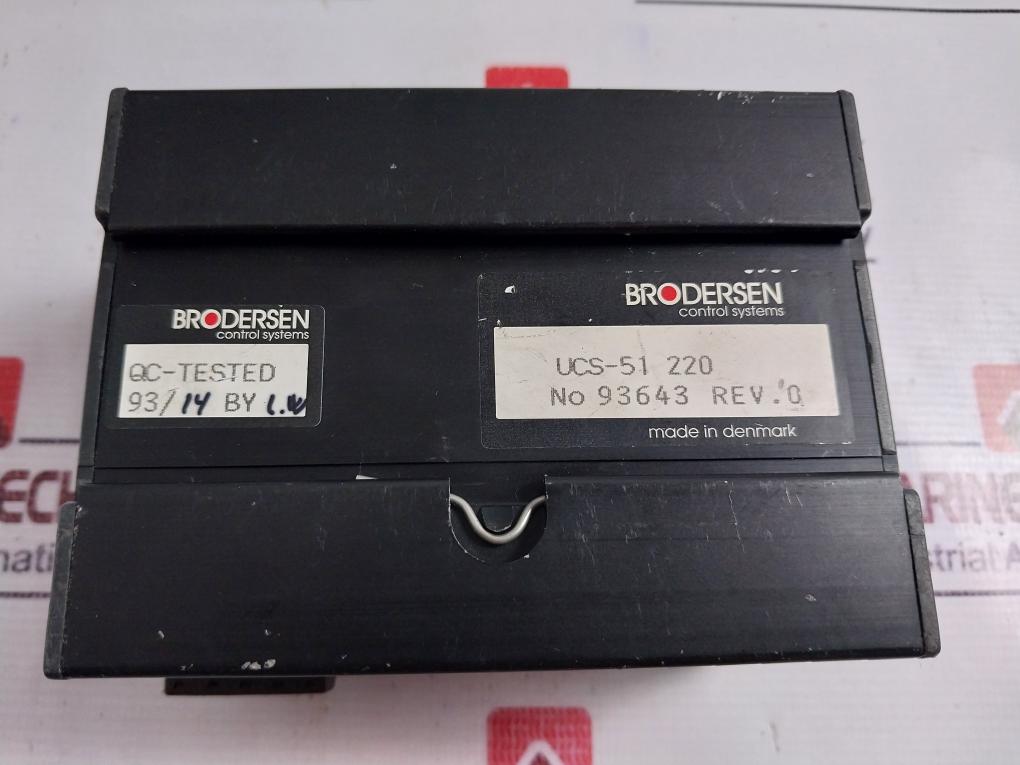 BRODERSEN
control systems
QC-TESTED
93/14 BY
BRODERSEN
control systems
UCS-51 220
No 93643 REV.0
made in denmark